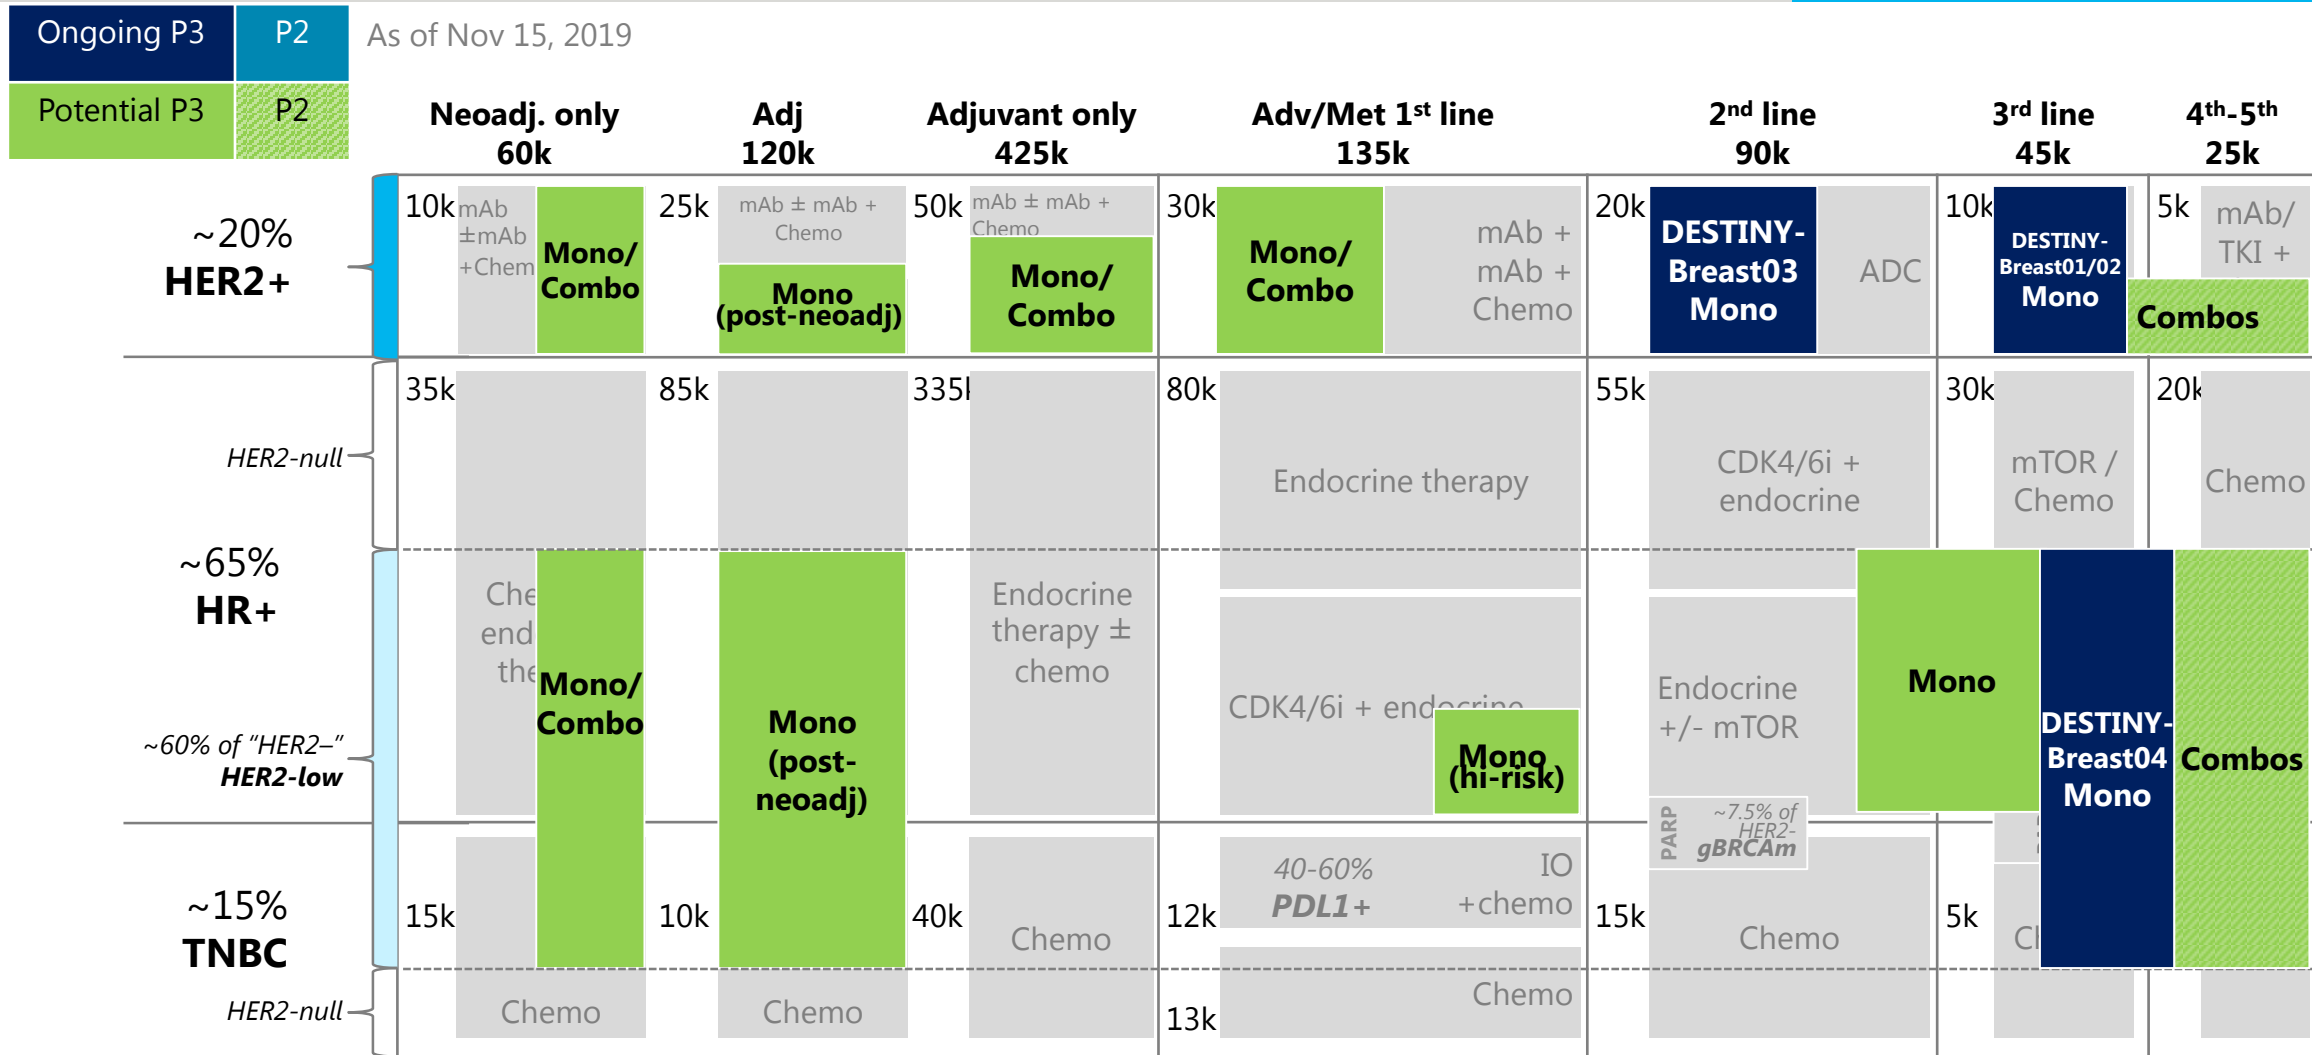 Ongoing P3
P2
As of Nov 15, 2019
Potential P3
P2
Neoadj. only
60k
Adj
120k
Adjuvant only
425k
Adv/Met 1st line
135k
2nd line
90k
3rd line
45k
4th-5th
25k
~20%
HER2+
10k
mAb
±mAb
+Chem
Mono/
Combo
25k
mAb ± mAb +
Chemo
Mono
(post-neoadj)
50k
mAb ± mAb +
Chemo
Mono/
Combo
30k
Mono/
Combo
mAb +
mAb +
Chemo
20k
DESTINY-
Breast03
Mono
ADC
10k
DESTINY-
Breast01/02
Mono
5k
mAb/
TKI +
Combos
HER2-null
~65%
HR+
~60% of “HER2–”
HER2-low
35k
Che
end
the
Mono/
Combo
85k
Mono
(post-
neoadj)
335k
Endocrine
therapy ±
chemo
80k
Endocrine therapy
CDK4/6i + endocrine
Mono
(hi-risk)
55k
CDK4/6i +
endocrine
Endocrine
+/- mTOR
PARP
~7.5% of
HER2-
gBRCAm
Mono
30k
mTOR /
Chemo
DESTINY-
Breast04
Mono
20k
Chemo
Combos
~15%
TNBC
HER2-null
15k
Chemo
10k
Chemo
40k
Chemo
12k
40-60%
PDL1+
IO
+chemo
13k
Chemo
15k
Chemo
5k